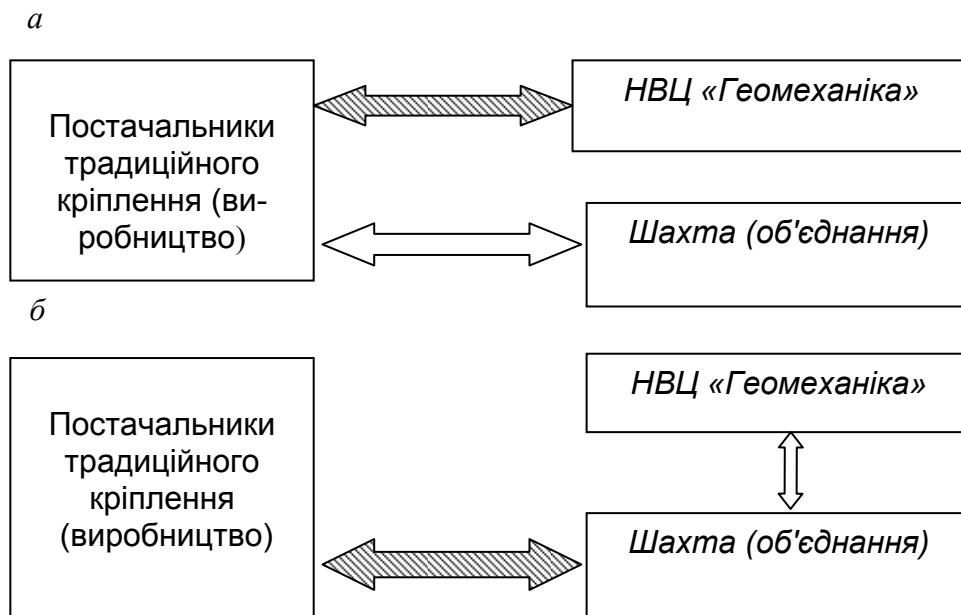 а
Постачальники
традиційного
кріплення (ви-
робництво)
НВЦ «Геомеханіка»
Шахта (об'єднання)
б
Постачальники
традиційного
кріплення
(виробництво)
НВЦ «Геомеханіка»
Шахта (об'єднання)